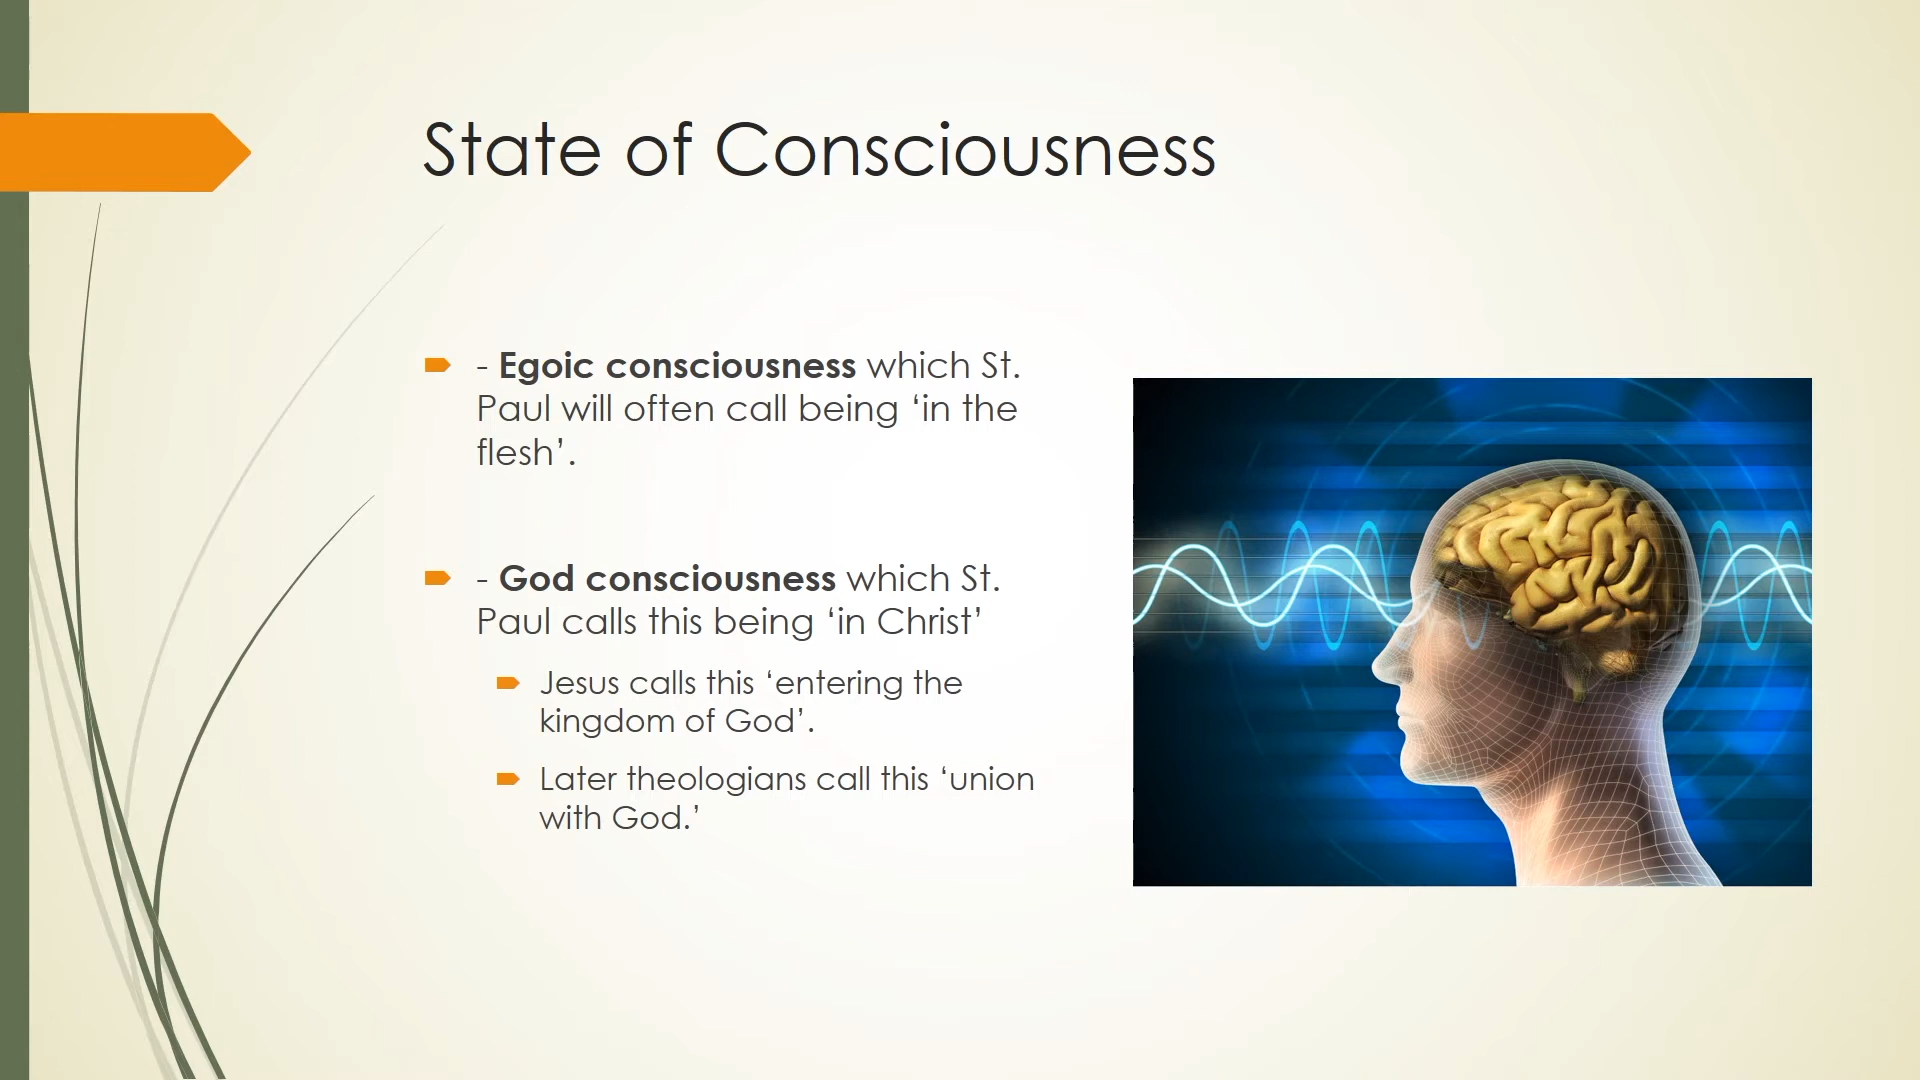 State of Consciousness
- Egoic consciousness which St.
Paul will often call being ‘in the
flesh’.
- God consciousness which St.
Paul calls this being ‘in Christ’
Jesus calls this ‘entering the
kingdom of God’.
Later theologians call this ‘union
with God.’